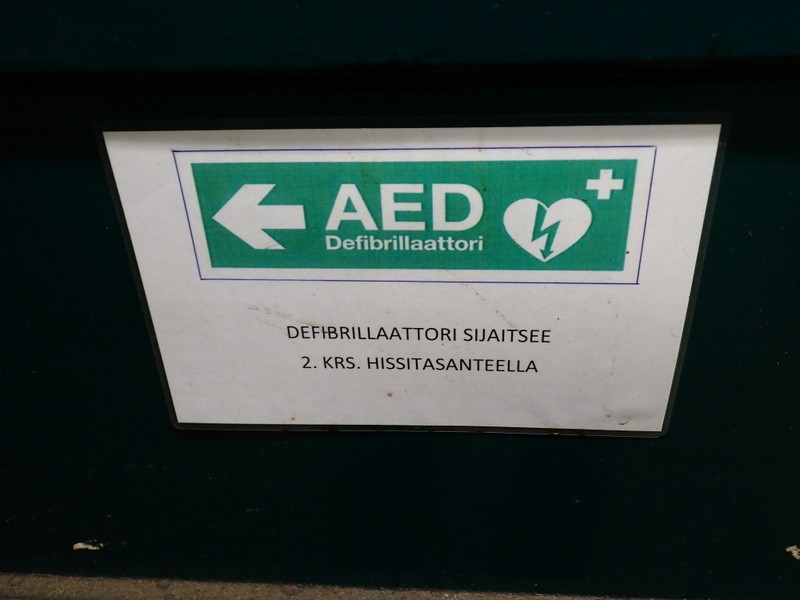 AED
Defibrillaattori
DEFIBRILLAATTORI SIJAITSEE
2. KRS. HISSITASANTEELLA